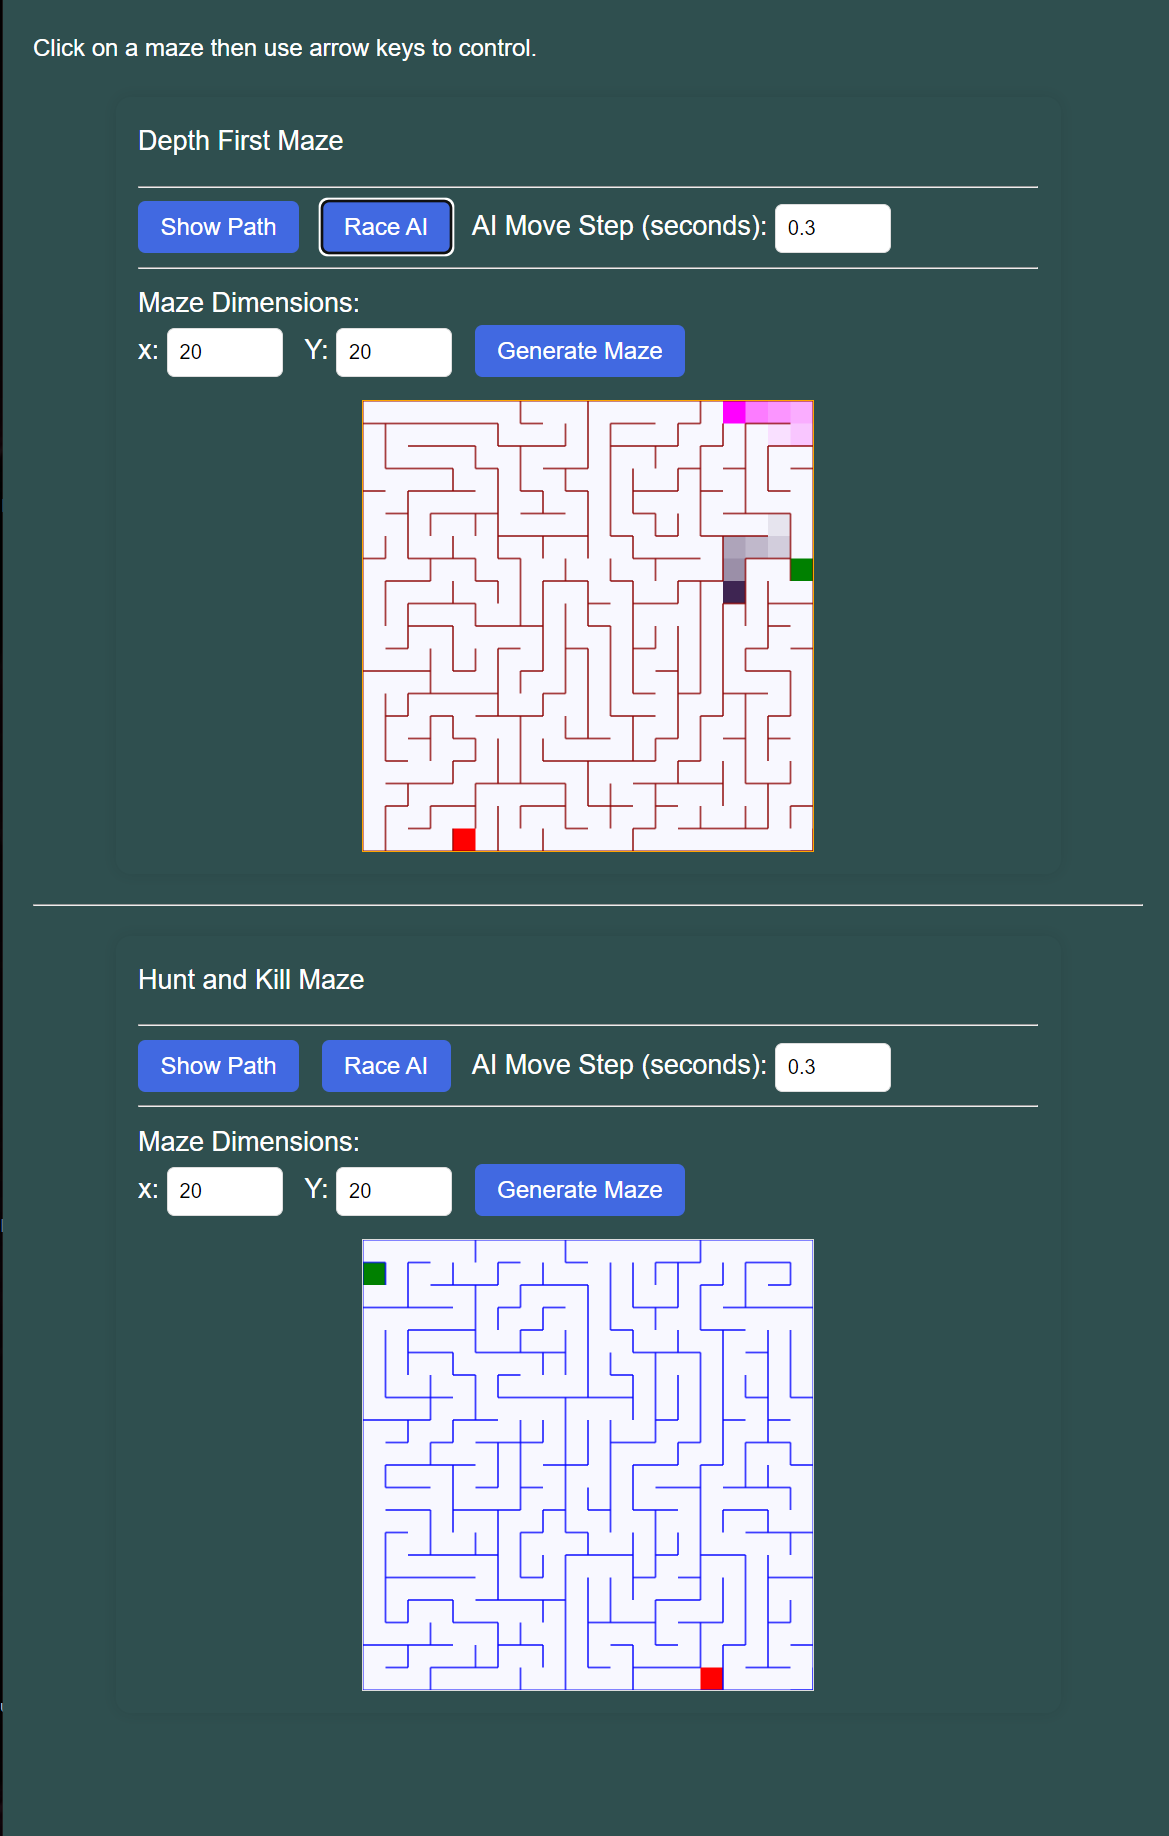 Click on a maze then use arrow keys to control.
Depth First Maze
Show Path Race AI AI Move Step (seconds): 0.3
Maze Dimensions:
x: 20 Y: 20 Generate Maze
Hunt and Kill Maze
Show Path Race AI AI Move Step (seconds): 0.3
Maze Dimensions:
x: 20 Y: 20 Generate Maze